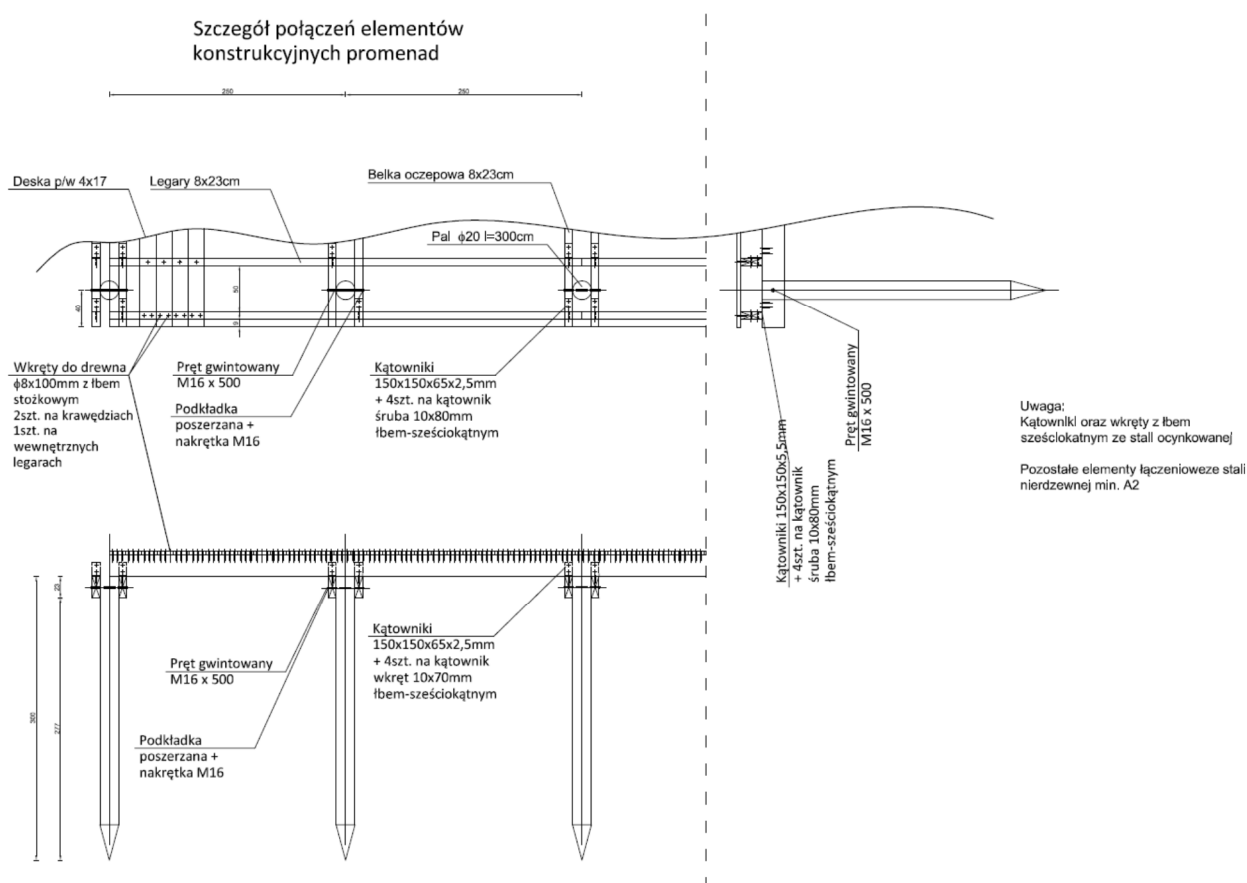 Szczegół połączeń elementów
konstrukcyjnych promenad
250
250
Deska p/w 4x17
Legary 8x23cm
Belka oczepowa 8x23cm
Pal ϕ20 l=300cm
50
40
Wkręty do drewna
ϕ8x100mm z łbem
stożkowym
2szt. na krawędziach
1szt. na
wewnętrznych
legarach
Pręt gwintowany
M16 x 500
Podkładka
poszerzana +
nakrętka M16
Kątowniki
150x150x65x2,5mm
+ 4szt. na kątownik
śruba 10x80mm
łbem-sześciokątnym
Pręt gwintowany
M16 x 500
Kątowniki 150x150x5,5mm
+ 4szt. na kątownik
śruba 10x80mm
łbem-sześciokątnym
Uwaga:
Kątowniki oraz wkręty z łbem
sześciokatnym ze stali ocynkowanej
Pozostałe elementy łączenioweze stali
nierdzewnej min. A2
23
300
277
Pręt gwintowany
M16 x 500
Podkładka
poszerzana +
nakrętka M16
Kątowniki
150x150x65x2,5mm
+ 4szt. na kątownik
wkręt 10x70mm
łbem-sześciokątnym